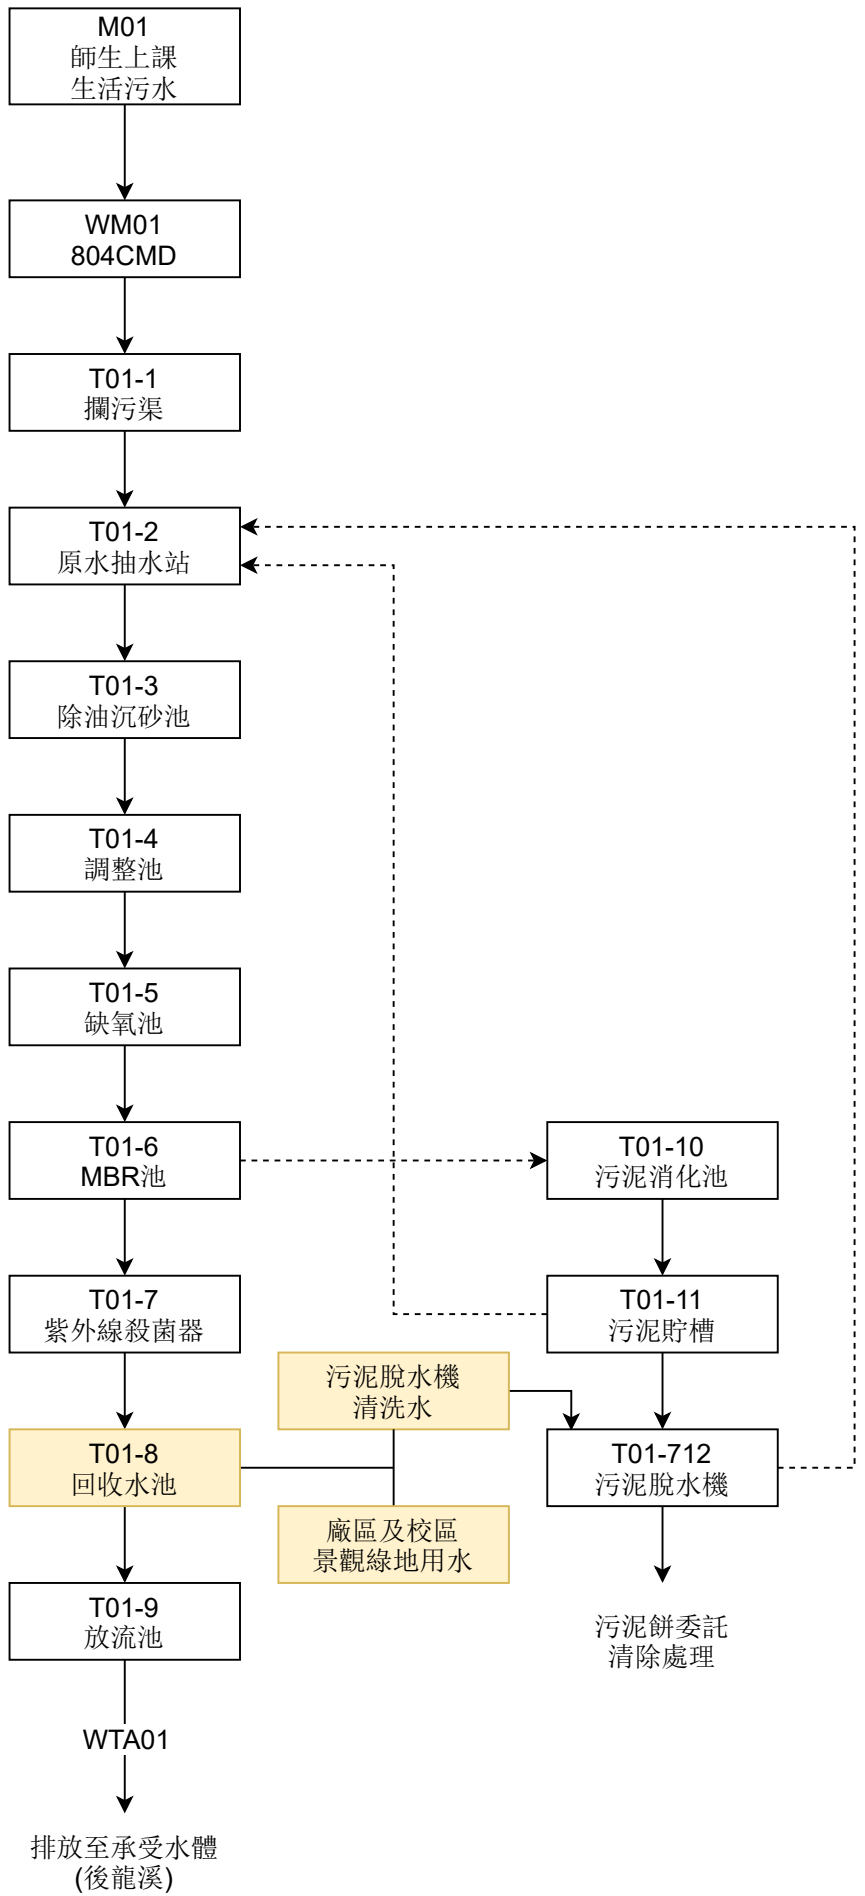 M01
師生上課
生活污水
WM01
804CMD
T01-1
攔污渠
T01-2
原水抽水站
T01-3
除油沉砂池
T01-4
調整池
T01-5
缺氧池
T01-6
MBR池
T01-10
污泥消化池
T01-7
紫外線殺菌器
T01-11
污泥貯槽
污泥脫水機
清洗水
T01-8
回收水池
T01-712
污泥脫水機
廠區及校區
景觀綠地用水
T01-9
放流池
污泥餅委託
清除處理
WTA01
排放至承受水體
(後龍溪)